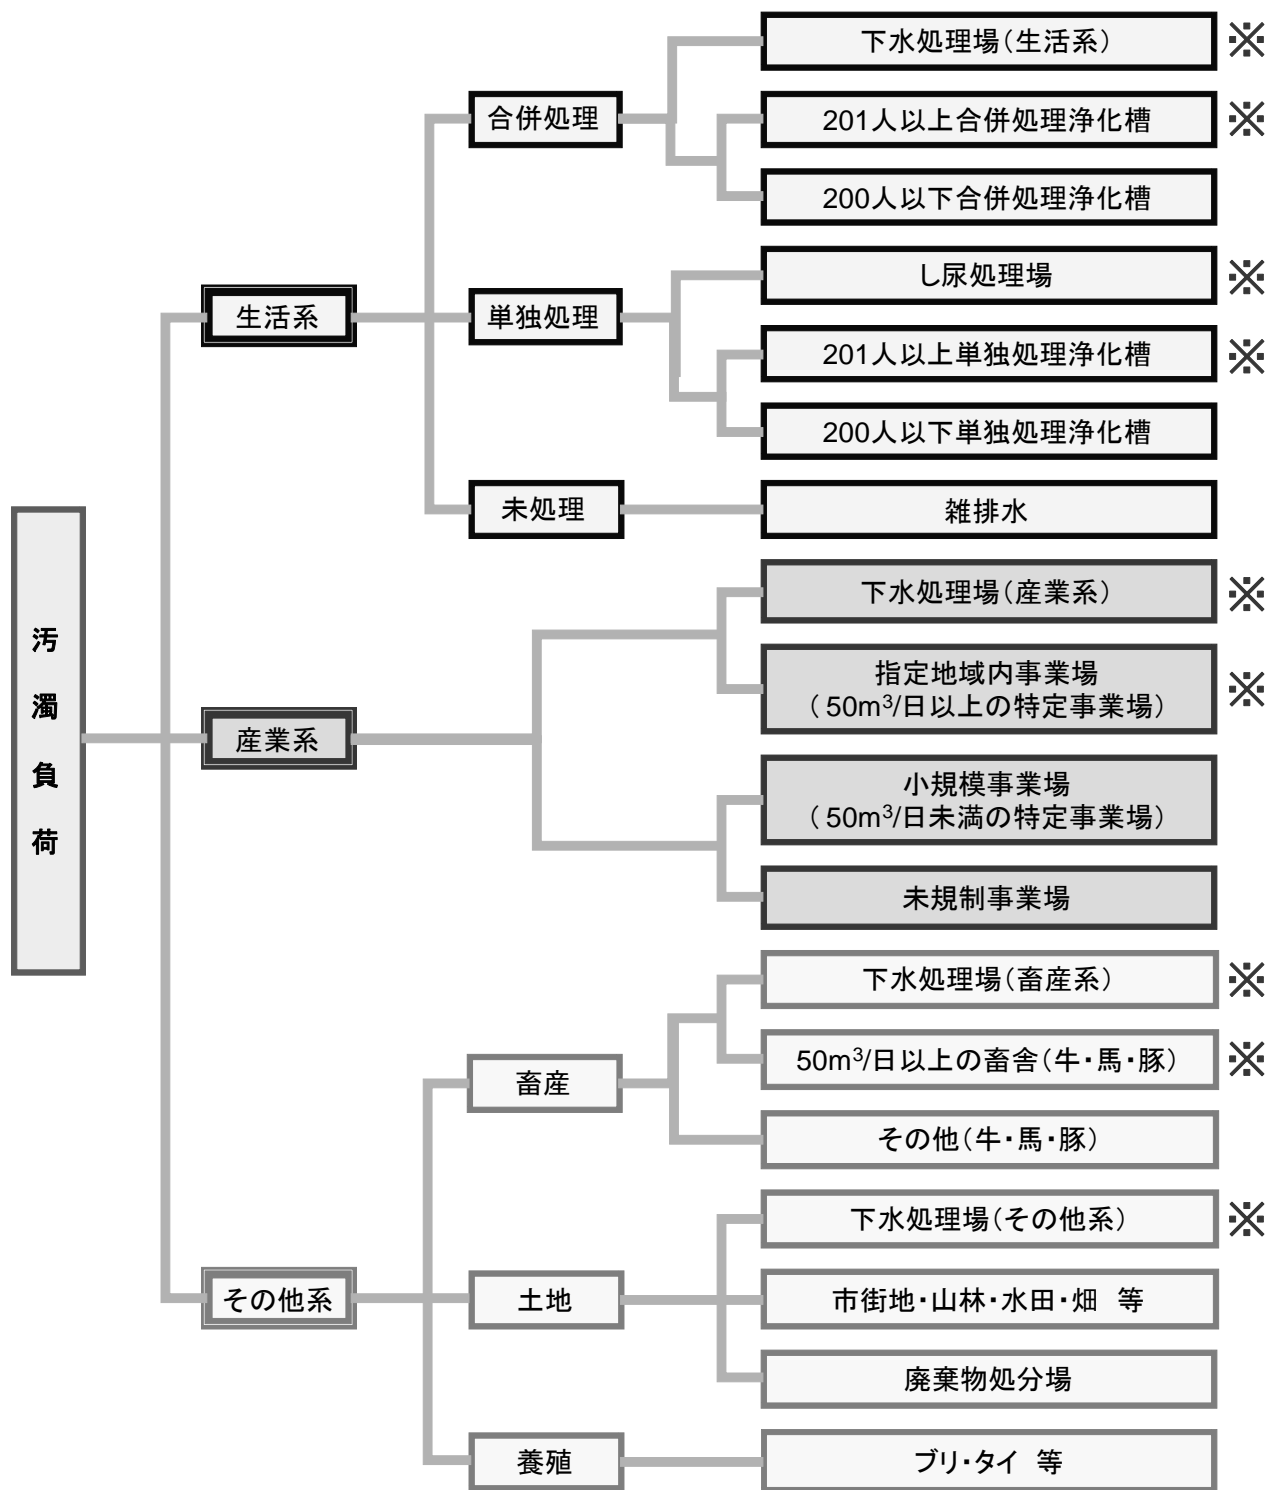 下水処理場（生活系） ※
合併処理
201人以上合併処理浄化槽 ※
200人以下合併処理浄化槽
し尿処理場 ※
生活系
単独処理
201人以上単独処理浄化槽 ※
200人以下単独処理浄化槽
未処理
雑排水
下水処理場（産業系） ※
汚濁負荷
指定地域内事業場
（50m³/日以上の特定事業場） ※
産業系
小規模事業場
（50m³/日未満の特定事業場）
未規制事業場
下水処理場（畜産系） ※
畜産
50m³/日以上の畜舎（牛・馬・豚） ※
その他（牛・馬・豚）
下水処理場（その他系） ※
その他系
土地
市街地・山林・水田・畑　等
廃棄物処分場
養殖
ブリ・タイ　等